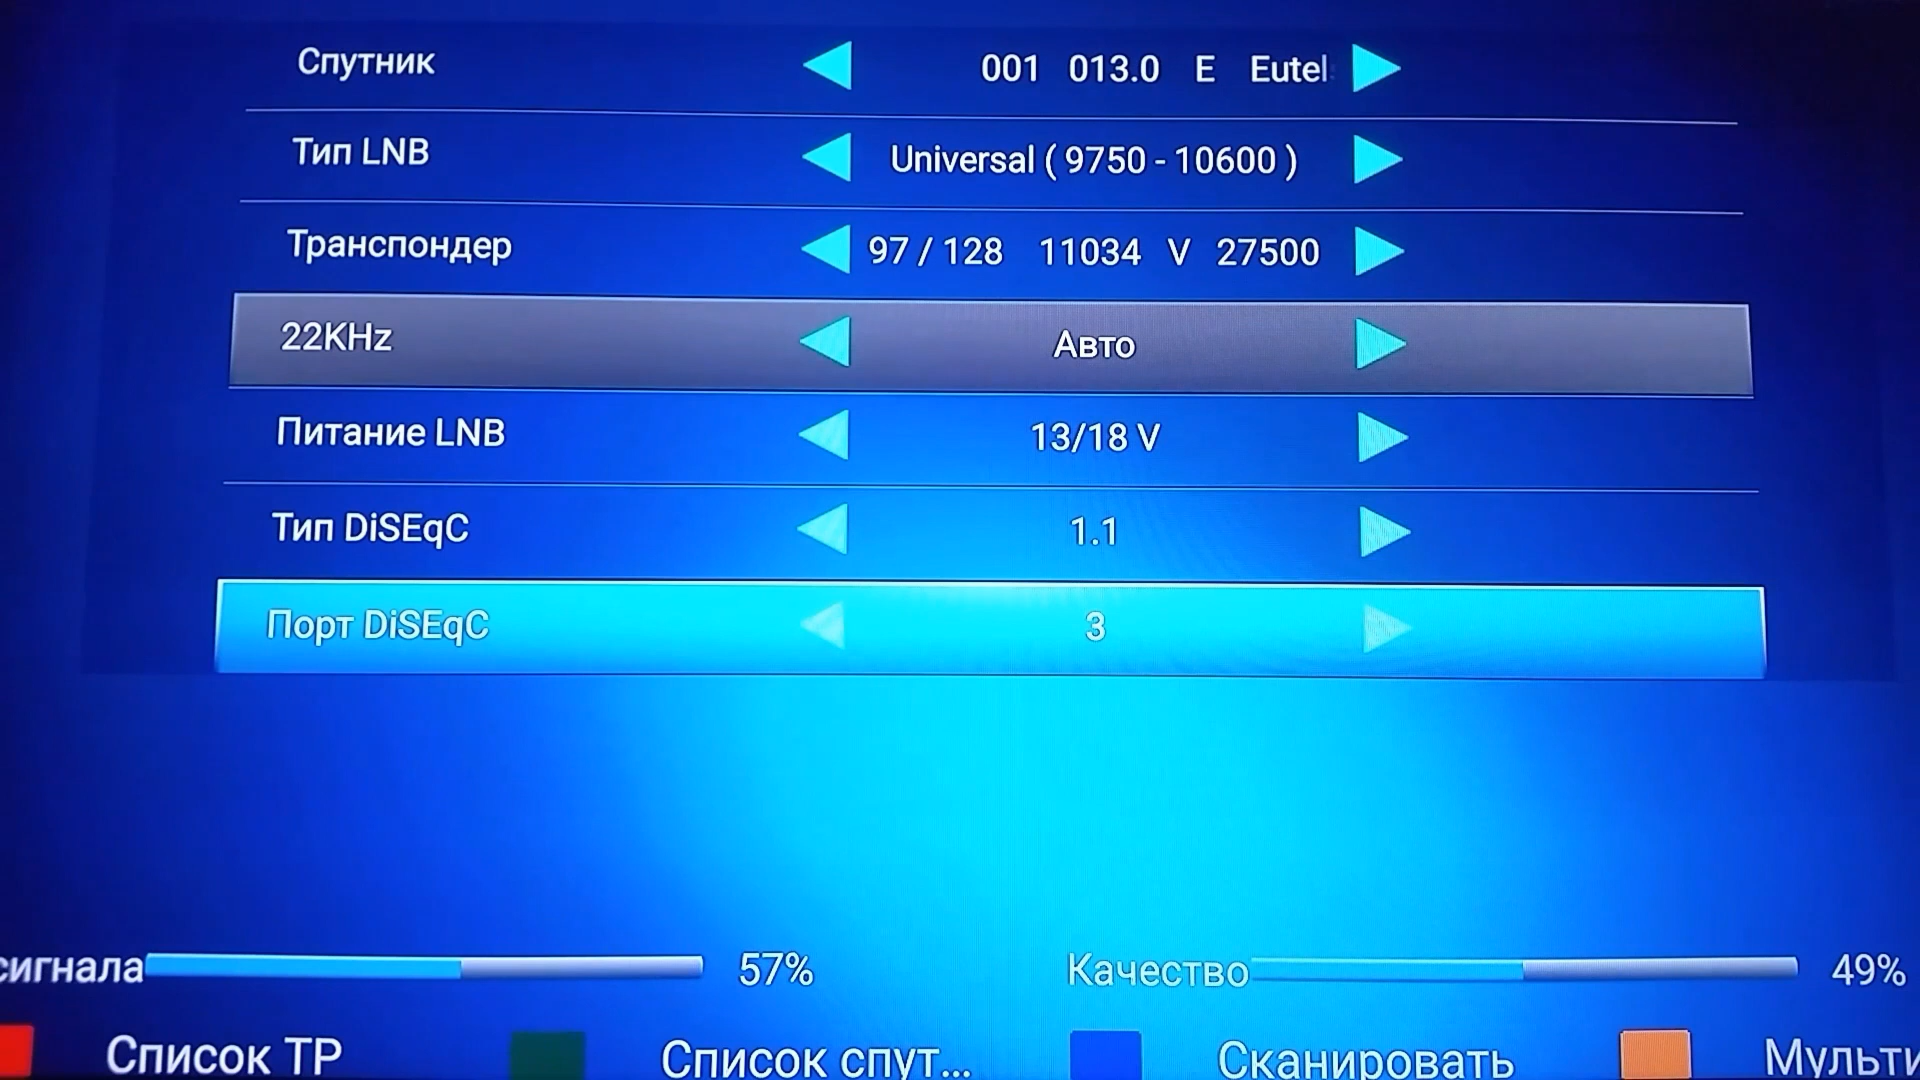 Спутник 001 013.0 E Eutel
Тип LNB Universal ( 9750 - 10600 )
Транспондер 97 / 128 11034 V 27500
22KHz Авто
Питание LNB 13/18 V
Тип DiSEqC 1.1
Порт DiSEqC 3
сигнала 57% Качество 49%
Список TP Список спут... Сканировать Мульти